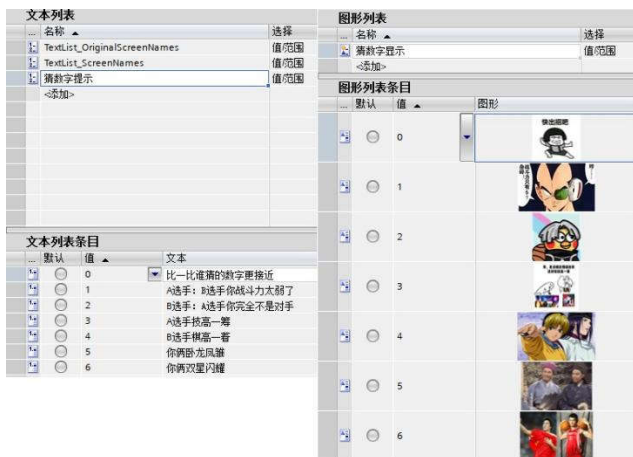 文本列表
... 名称 选择
TextList_OriginalScreenNames 值/范围
TextList_ScreenNames 值/范围
猜数字提示 值/范围
<添加>
文本列表条目
... 默认 值 文本
0 比一比谁猜的数字更接近
1 A选手：B选手你战斗力太弱了
2 B选手：A选手你完全不是对手
3 A选手技高一筹
4 B选手棋高一着
5 你俩卧龙凤雏
6 你俩双星闪耀
图形列表
... 名称 选择
猜数字显示 值/范围
<添加>
图形列表条目
... 默认 值 图形
0
快出招吧
1
2
3
4
5
6